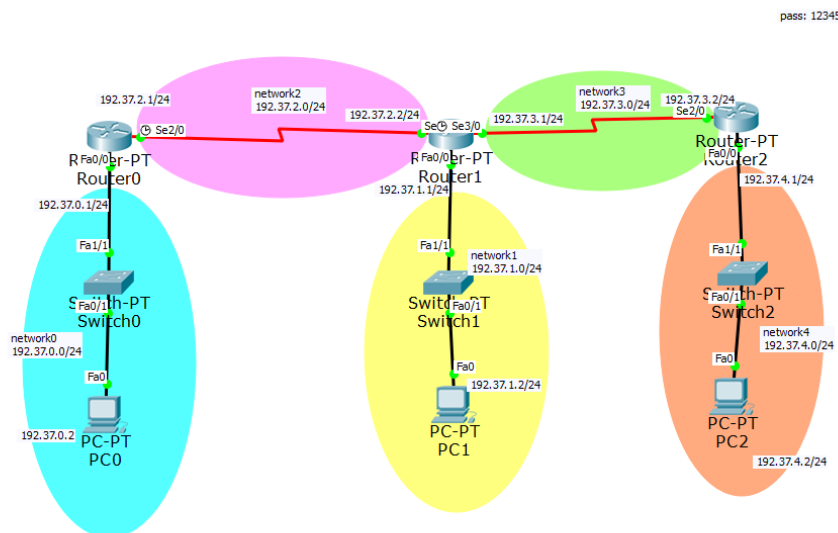 pass: 12345
network2
192.37.2.0/24
network3
192.37.3.0/24
192.37.2.1/24
192.37.2.2/24
192.37.3.1/24
192.37.3.2/24
Se2/0
Se3/0
Se2/0
Fa0/0
Router0
Fa0/0
Router1
Router-PT
Fa0/0
Router2
192.37.0.1/24
192.37.1.1/24
192.37.4.1/24
Fa1/1
Fa1/1
network1
192.37.1.0/24
Fa1/1
Switch-PT
Fa0/1
Switch0
Switch-PT
Fa0/1
Switch1
Switch-PT
Fa0/1
Switch2
network0
192.37.0.0/24
network4
192.37.4.0/24
Fa0
Fa0
Fa0
192.37.1.2/24
192.37.0.2
PC-PT
PC0
PC-PT
PC1
PC-PT
PC2
192.37.4.2/24